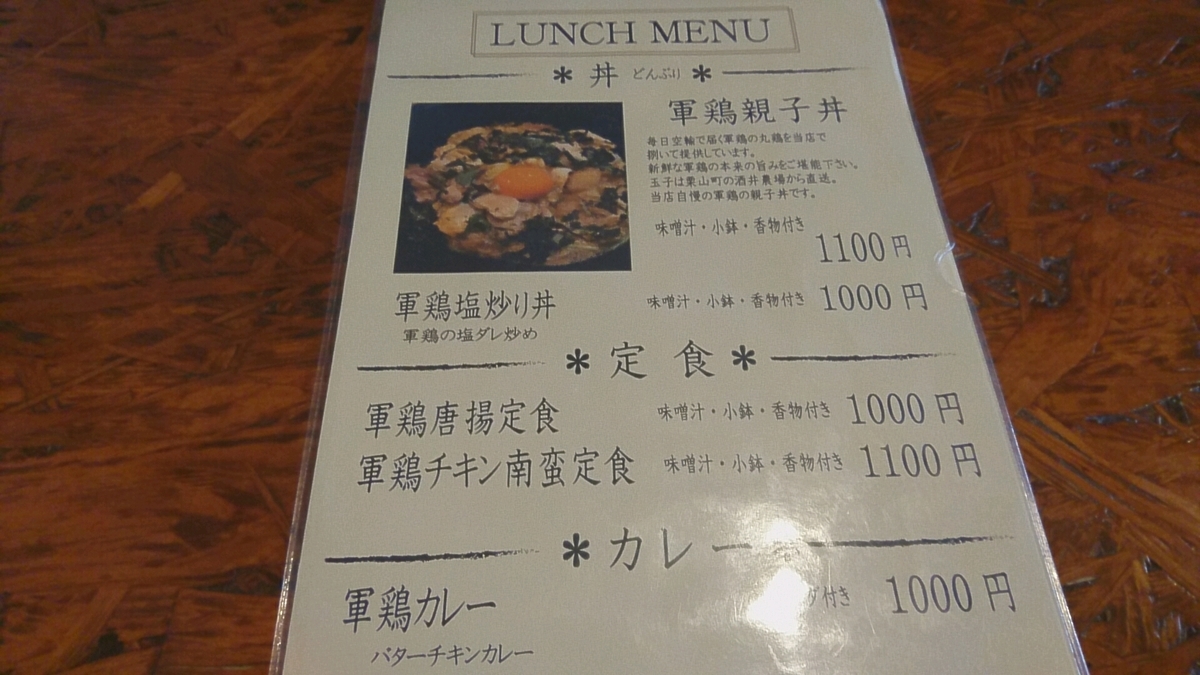 LUNCH MENU
* 丼 どんぶり *
軍鶏親子丼
毎日空輸で届く軍鶏の丸鶏を当店で
捌いて提供しています。
新鮮な軍鶏の本来の旨みをご堪能下さい。
玉子は栗山町の酒井農場から直送。
当店自慢の軍鶏の親子丼です。
味噌汁・小鉢・香物付き
1100円
軍鶏塩炒り丼 味噌汁・小鉢・香物付き 1000円
軍鶏の塩ダレ炒め
* 定食 *
軍鶏唐揚定食 味噌汁・小鉢・香物付き 1000円
軍鶏チキン南蛮定食 味噌汁・小鉢・香物付き 1100円
* カレー
軍鶏カレー 付き 1000円
バターチキンカレー